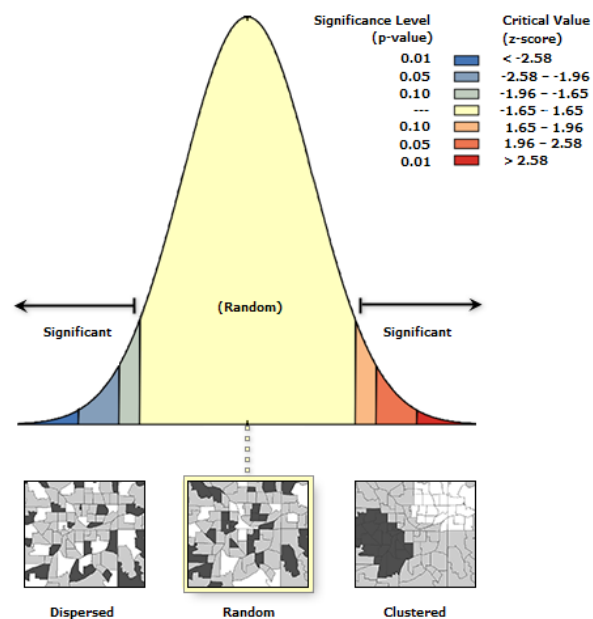 Significance Level Critical Value
(p-value) (z-score)
0.01 < -2.58
0.05 -2.58 – -1.96
0.10 -1.96 – -1.65
--- -1.65 - 1.65
0.10 1.65 – 1.96
0.05 1.96 – 2.58
0.01 > 2.58
(Random)
Significant Significant
Dispersed Random Clustered